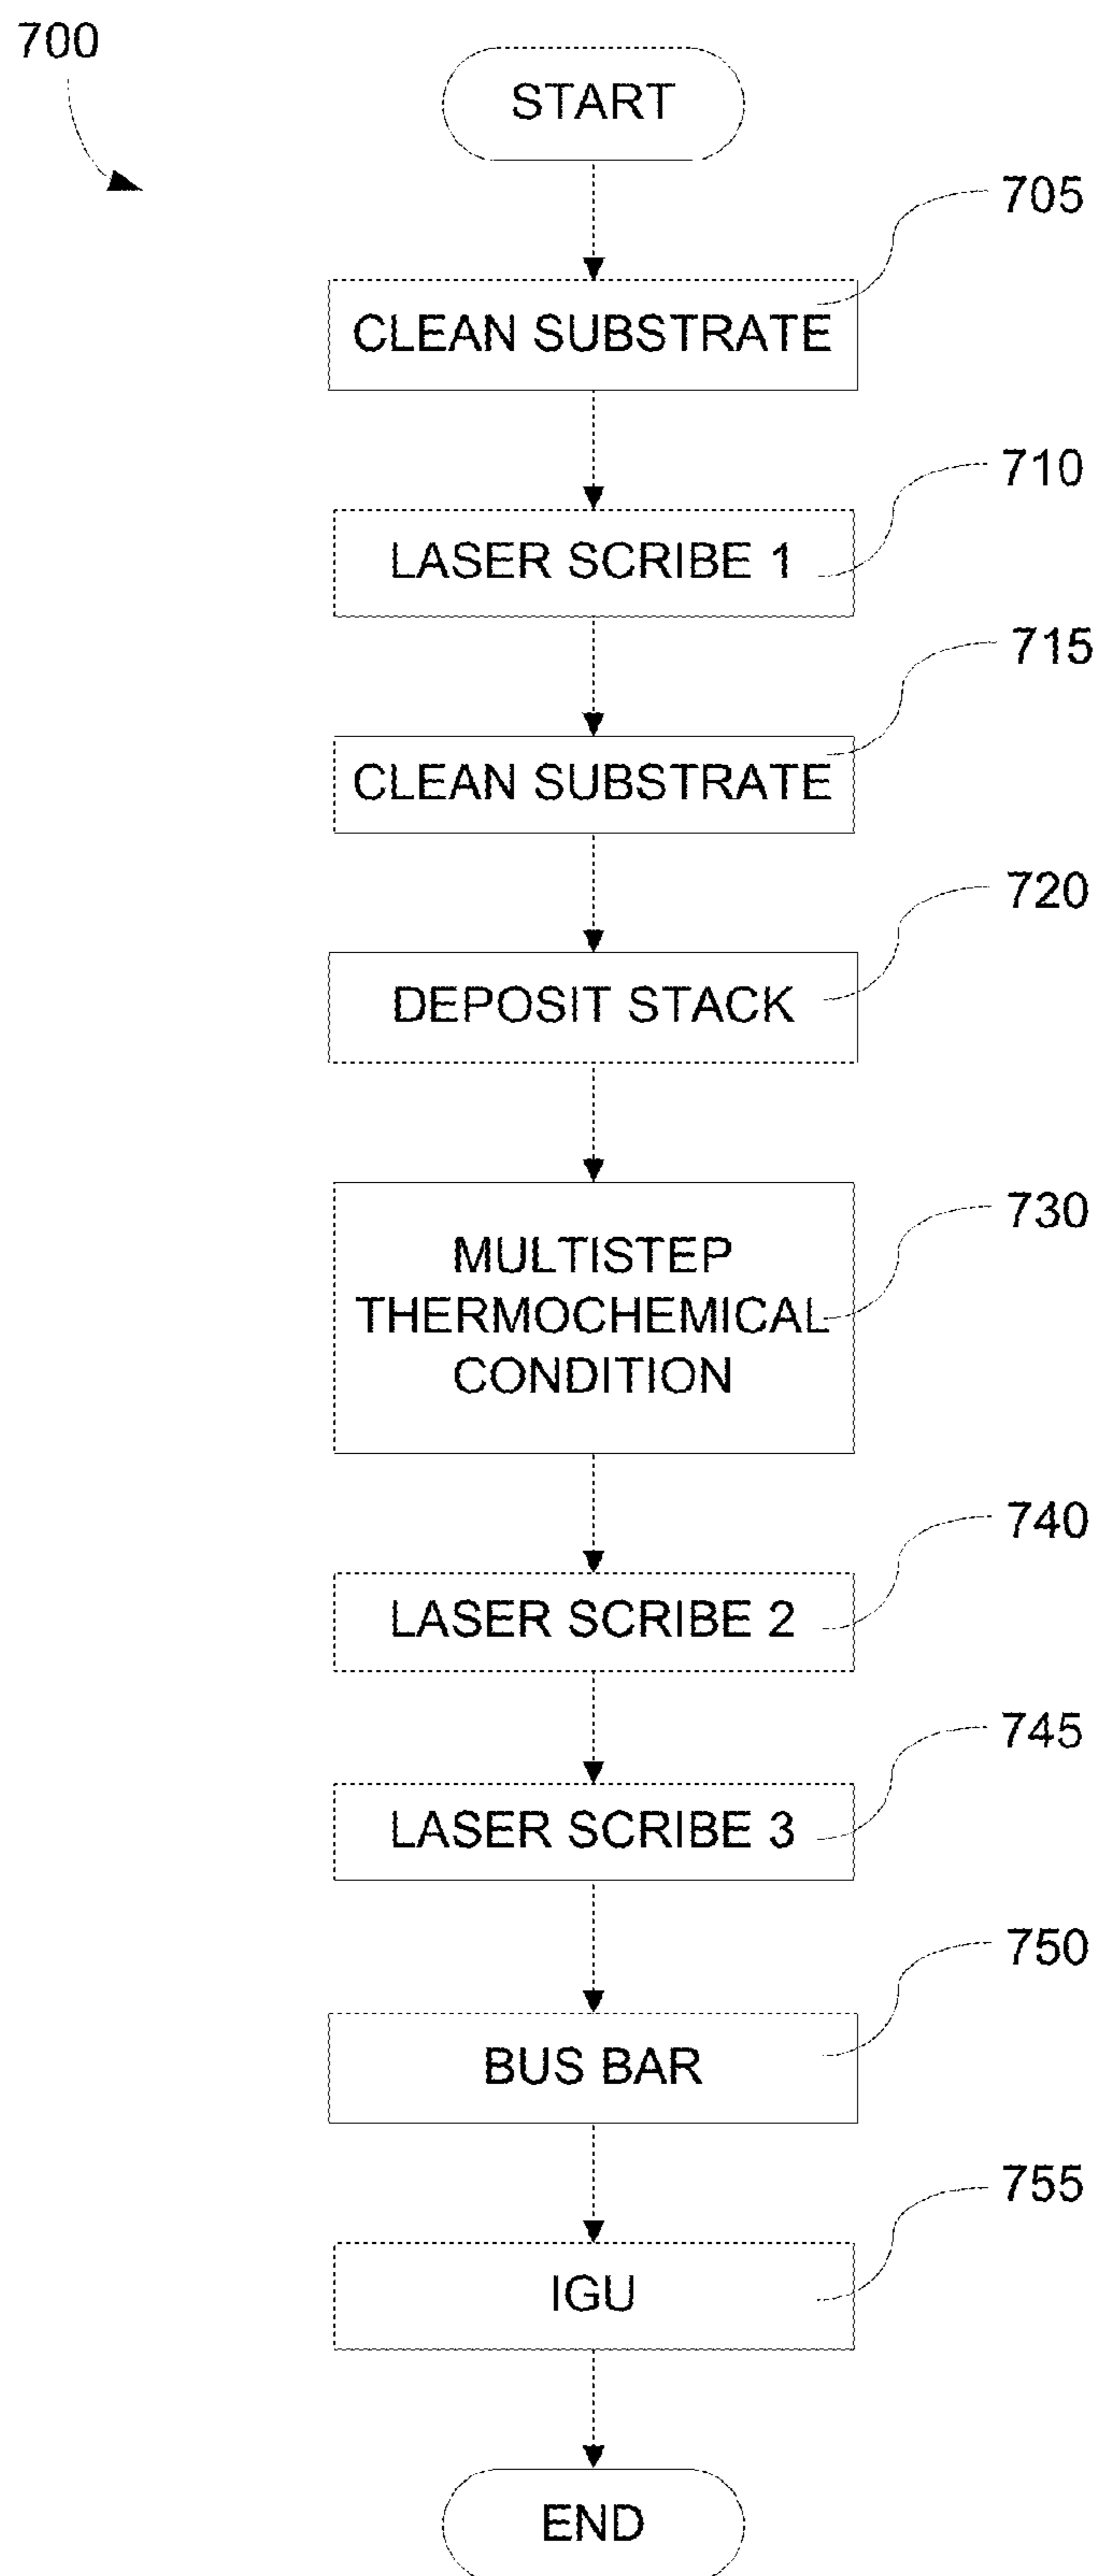 700
START
705
CLEAN SUBSTRATE
710
LASER SCRIBE 1
715
CLEAN SUBSTRATE
720
DEPOSIT STACK
730
MULTISTEP
THERMOCHEMICAL
CONDITION
740
LASER SCRIBE 2
745
LASER SCRIBE 3
750
BUS BAR
755
IGU
END